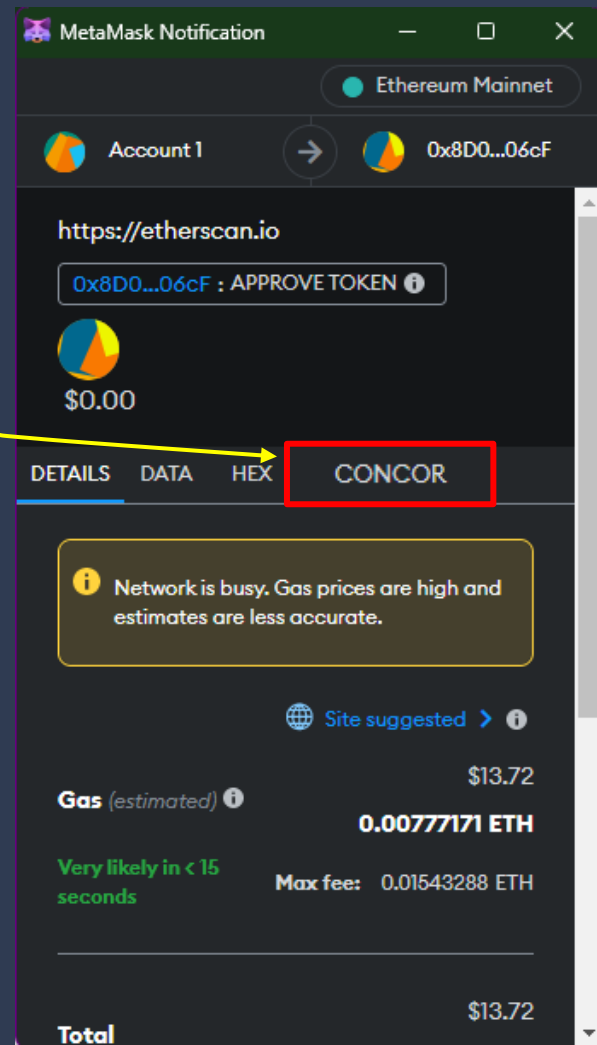 MetaMask Notification
Ethereum Mainnet
Account 1
0x8D0...06cF
https://etherscan.io
0x8D0...06cF : APPROVE TOKEN
$0.00
DETAILS DATA HEX CONCOR
Network is busy. Gas prices are high and
estimates are less accurate.
Site suggested >
$13.72
Gas (estimated)
0.00777171 ETH
Very likely in < 15
seconds
Max fee: 0.01543288 ETH
$13.72
Total